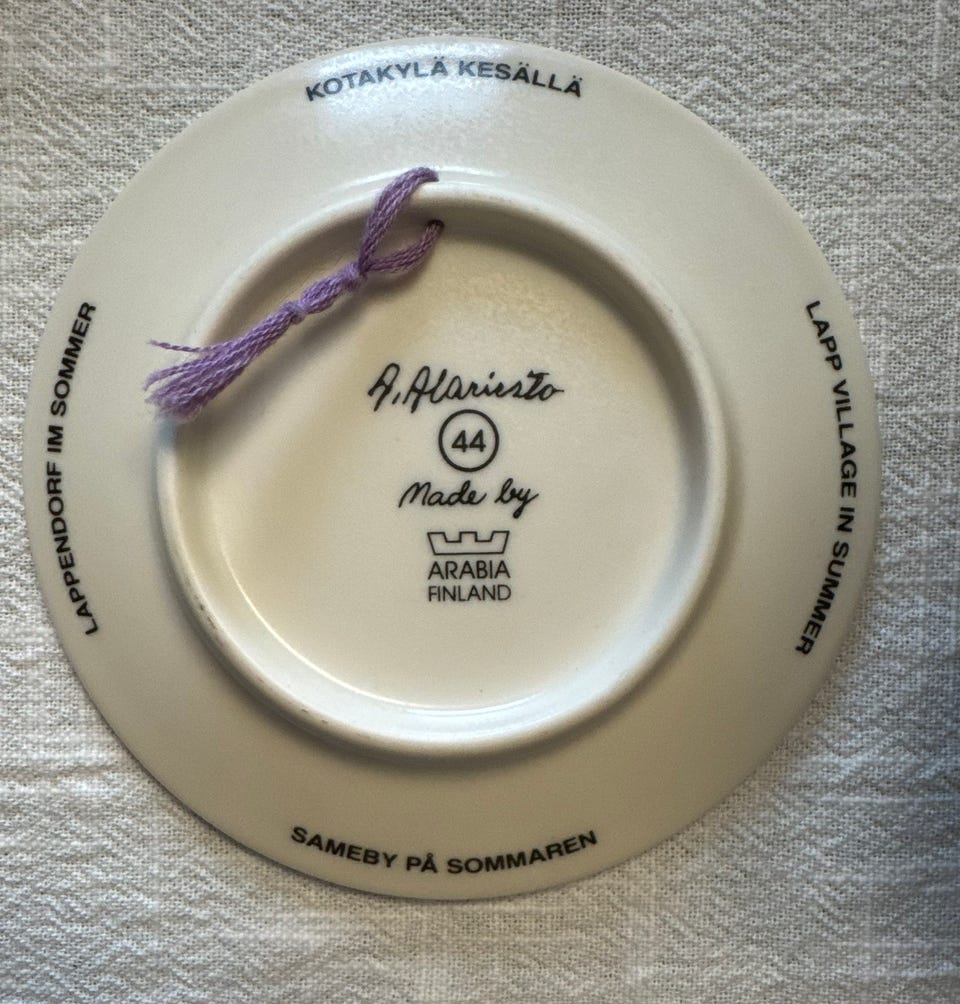 KOTAKYLÄ KESÄLLÄ
LAPPENDORF IM SOMMER
LAPP VILLAGE IN SUMMER
A. Alariesto
44
Made by
ARABIA
FINLAND
SAMEBY PÅ SOMMAREN